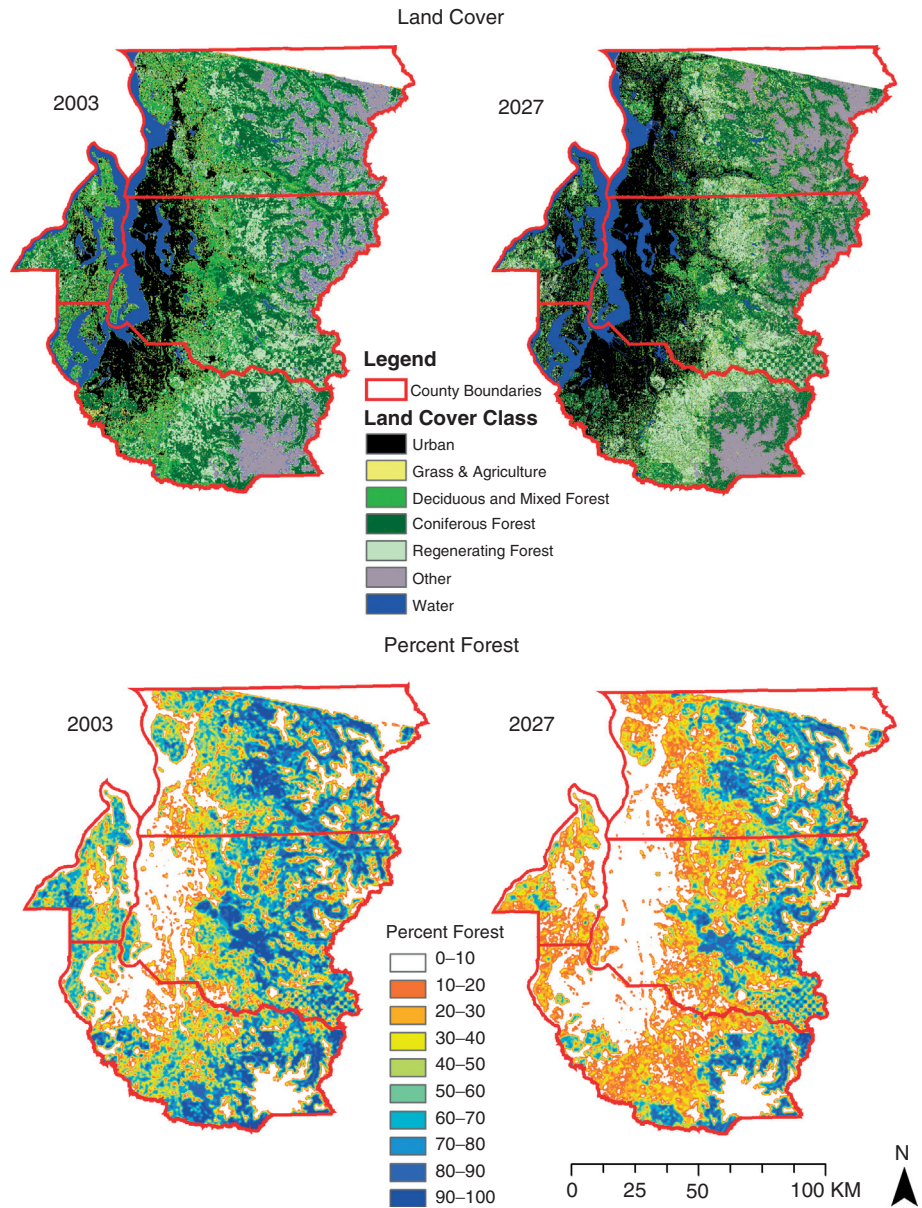 Land Cover
2003
2027
Legend
County Boundaries
Land Cover Class
Urban
Grass & Agriculture
Deciduous and Mixed Forest
Coniferous Forest
Regenerating Forest
Other
Water
Percent Forest
2003
2027
Percent Forest
0–10
10–20
20–30
30–40
40–50
50–60
60–70
70–80
80–90
90–100
N
0 25 50 100 KM